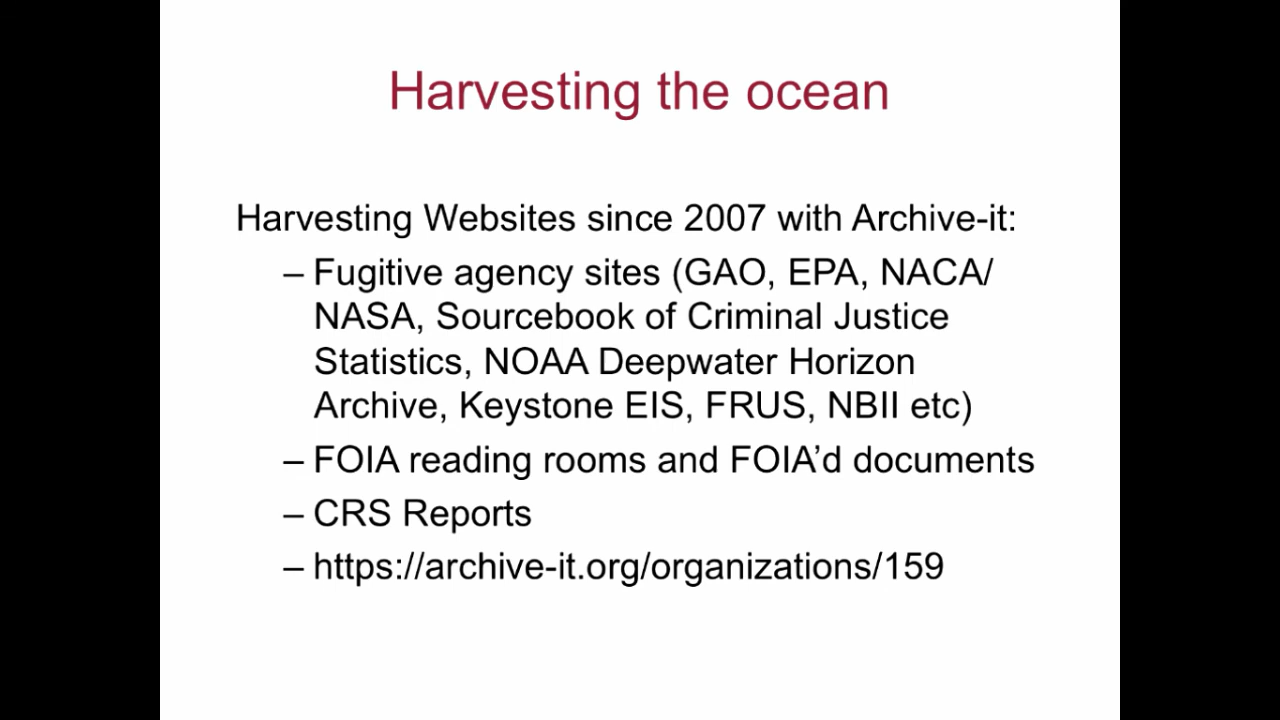 Harvesting the ocean
Harvesting Websites since 2007 with Archive-it:
– Fugitive agency sites (GAO, EPA, NACA/
NASA, Sourcebook of Criminal Justice
Statistics, NOAA Deepwater Horizon
Archive, Keystone EIS, FRUS, NBII etc)
– FOIA reading rooms and FOIA’d documents
– CRS Reports
– https://archive-it.org/organizations/159